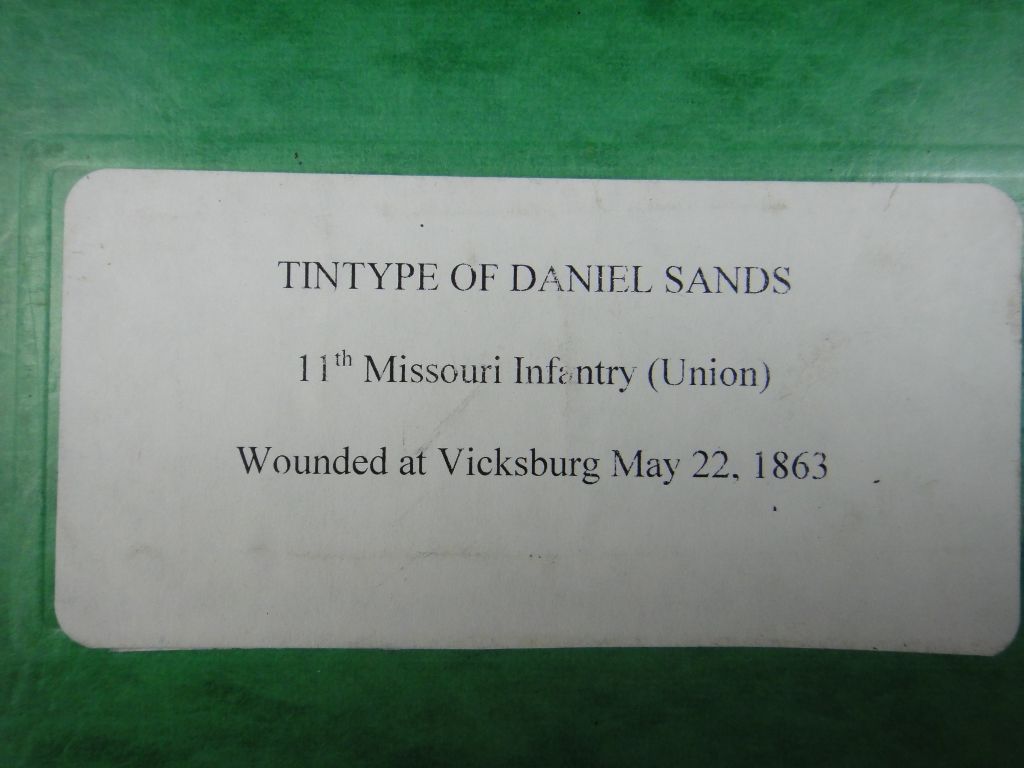 TINTYPE OF DANIEL SANDS
11th Missouri Infantry (Union)
Wounded at Vicksburg May 22, 1863